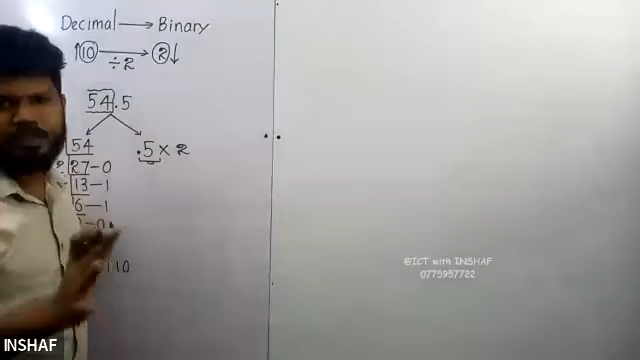 Decimal → Binary
↑10 → 2↓
÷2
54.5
54
.5 × 2
27 – 0
13 – 1
6 – 1
– 0
110
@ICT with INSHAF
0775957722
INSHAF